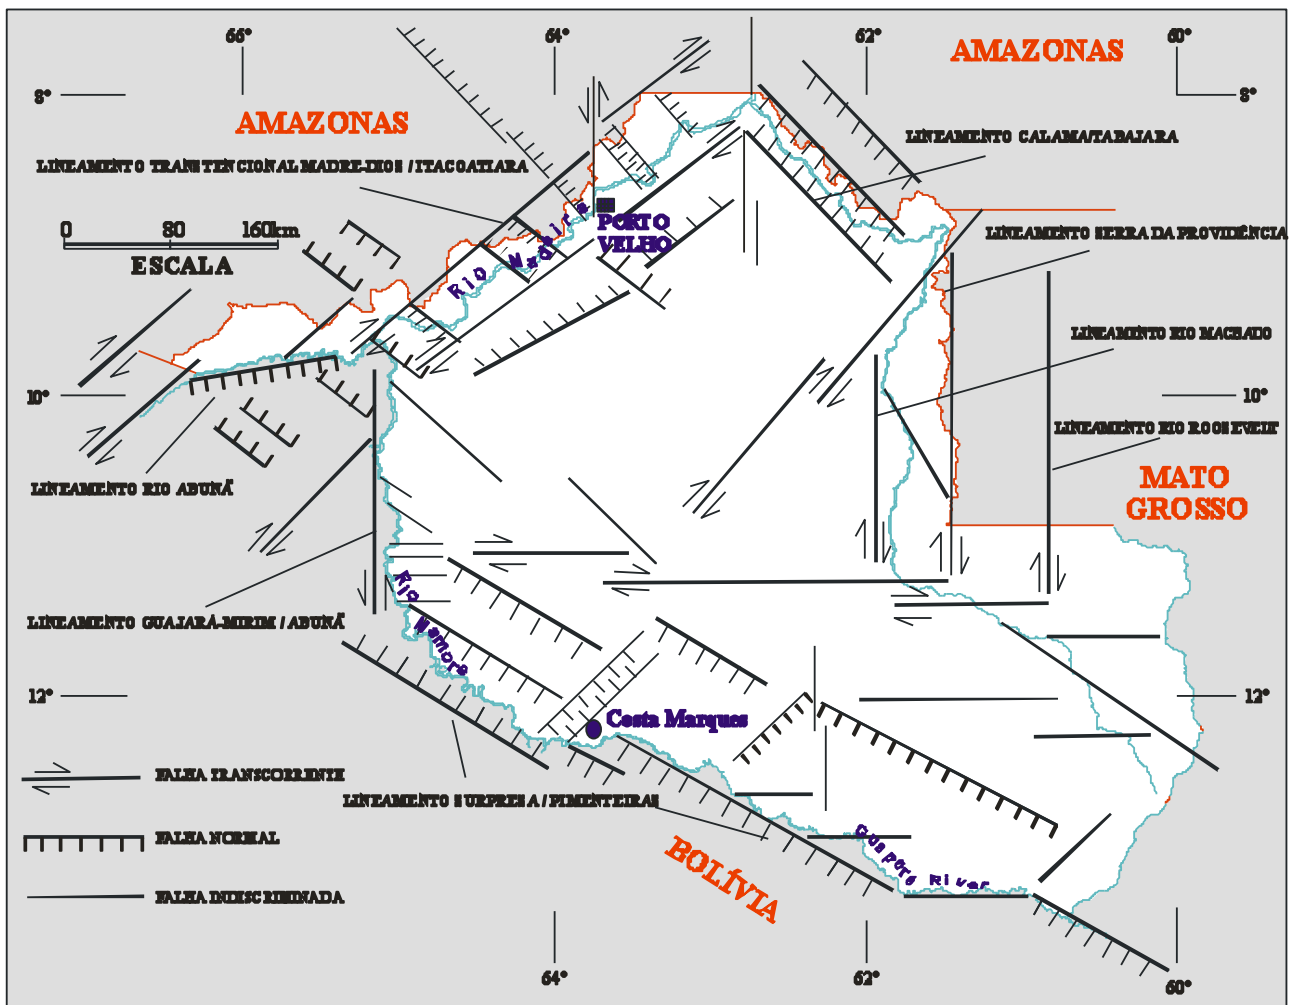 66°
64°
62°
60°
AMAZONAS
8°
8°
AMAZONAS
LINEAMENTO CALAMA/TABAJARA
LINEAMENTO TRANSTENCIONAL MADRE-DIOS / ITACOATIARA
0 80 160km
ESCALA
PORTO
VELHO
Rio Madeira
LINEAMENTO SERRA DA PROVIDÊNCIA
LINEAMENTO RIO MACHADO
10°
10°
LINEAMENTO RIO ROOSEVELT
MATO
GROSSO
LINEAMENTO RIO ABUNÃ
Rio Mamoré
LINEAMENTO GUAJARÁ-MIRIM / ABUNÃ
12°
12°
Costa Marques
FALHA TRANSCORRENTE
LINEAMENTO SURPRESA / PIMENTEIRAS
FALHA NORMAL
BOLÍVIA
Guaporé River
FALHA INDISCRIMINADA
64°
62°
60°